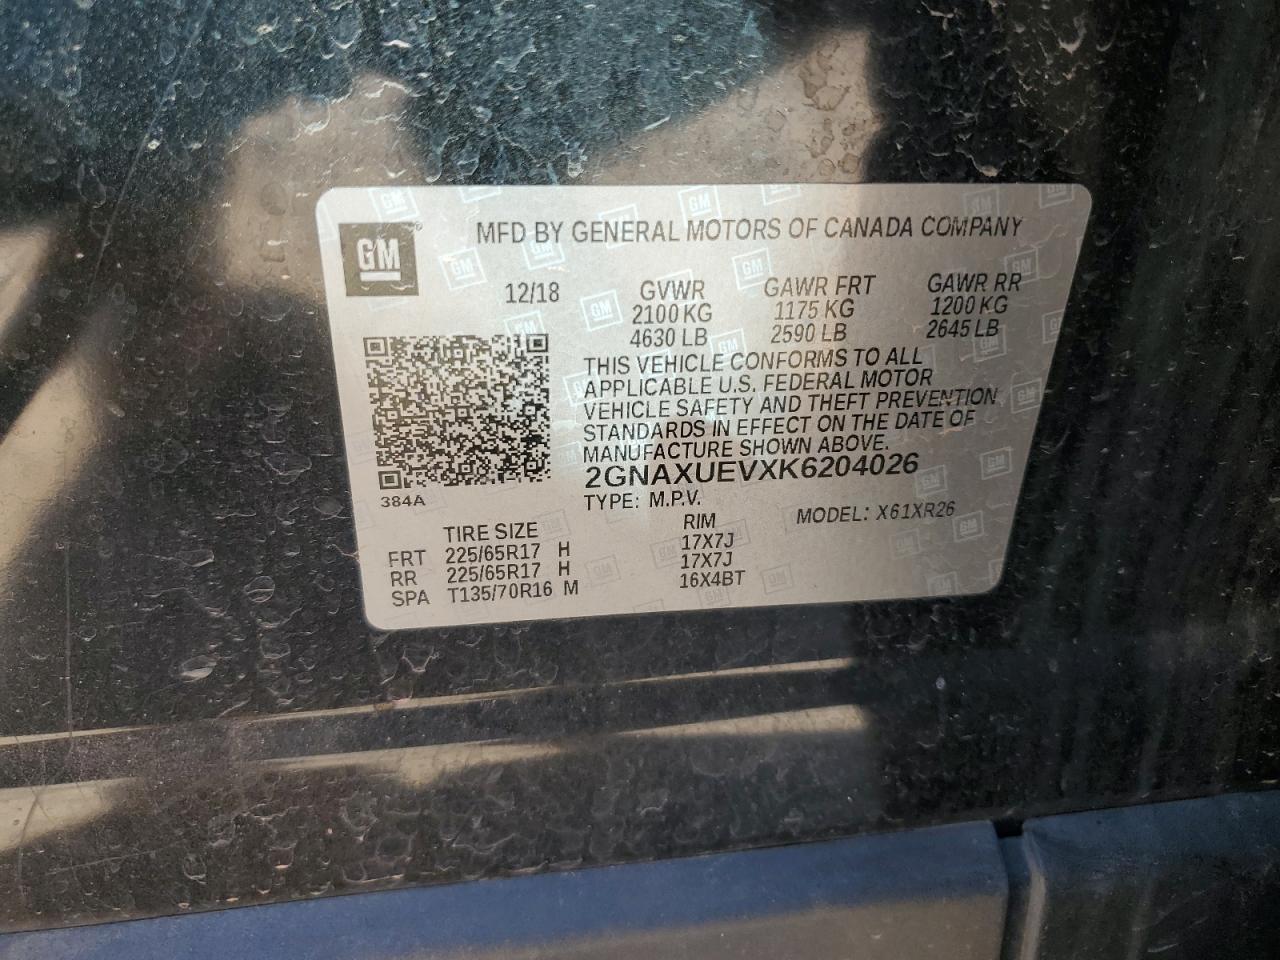 GM
MFD BY GENERAL MOTORS OF CANADA COMPANY
12/18 GVWR GAWR FRT GAWR RR
2100 KG 1175 KG 1200 KG
4630 LB 2590 LB 2645 LB
THIS VEHICLE CONFORMS TO ALL
APPLICABLE U.S. FEDERAL MOTOR
VEHICLE SAFETY AND THEFT PREVENTION
STANDARDS IN EFFECT ON THE DATE OF
MANUFACTURE SHOWN ABOVE.
2GNAXUEVXK6204026
384A
TYPE: M.P.V. MODEL: X61XR26
TIRE SIZE RIM
FRT 225/65R17 H 17X7J
RR 225/65R17 H 17X7J
SPA T135/70R16 M 16X4BT